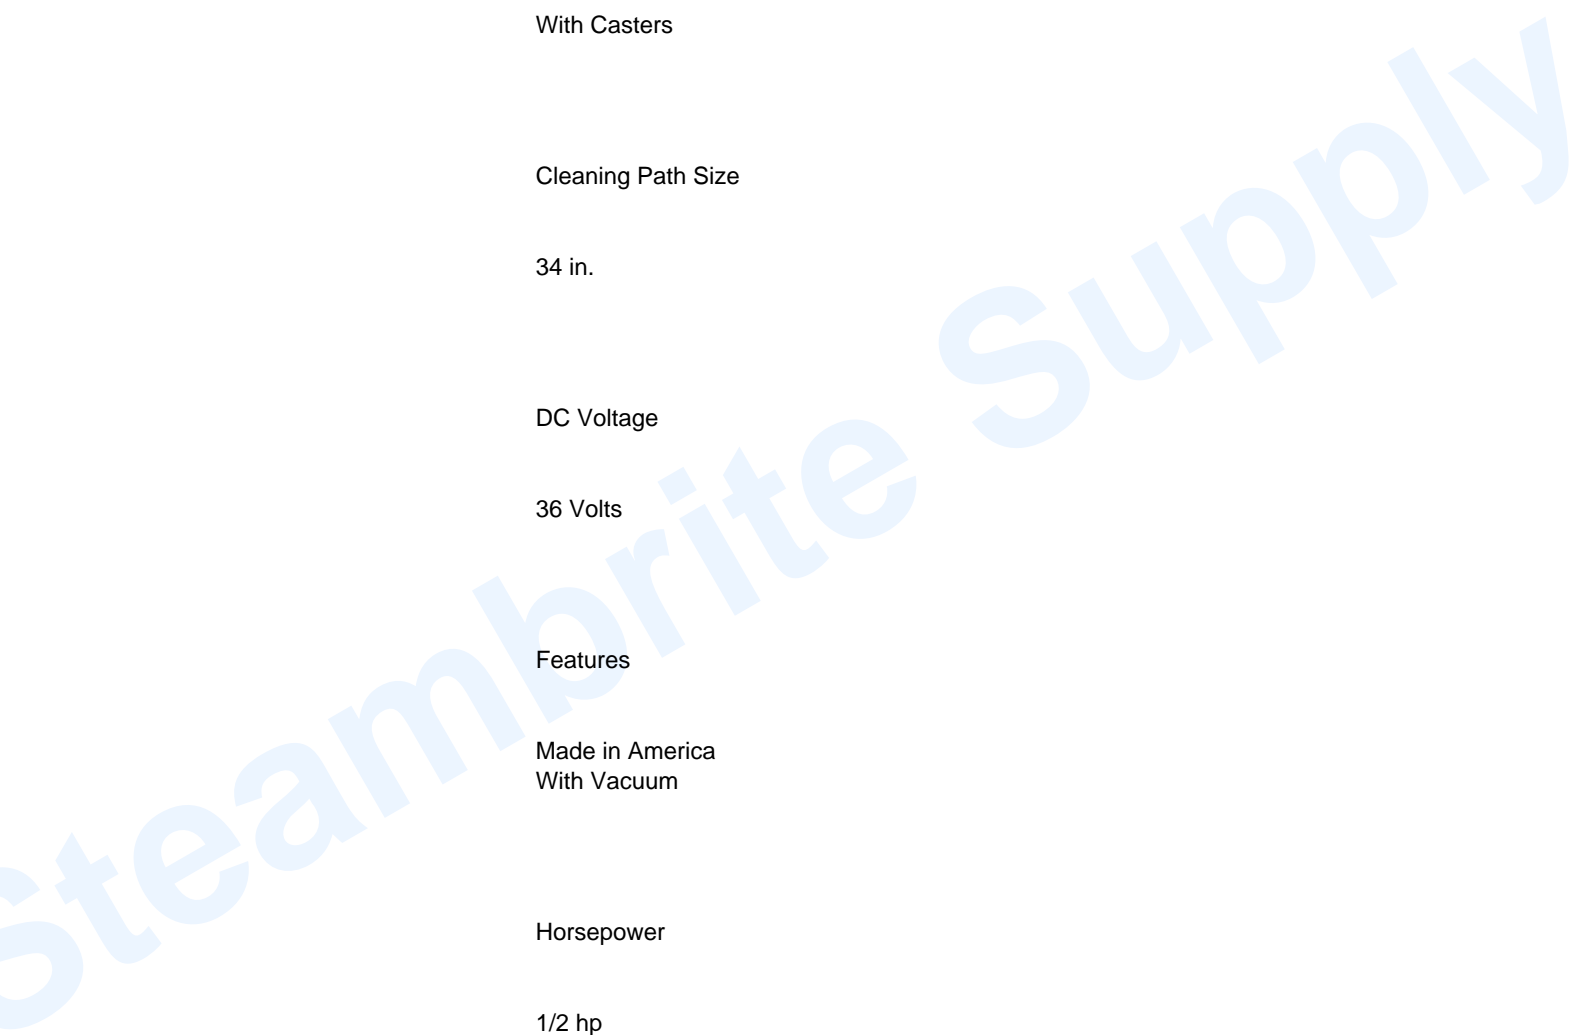 With Casters
Cleaning Path Size
34 in.
DC Voltage
36 Volts
Features
Made in America
With Vacuum
Horsepower
1/2 hp
Steambrite Supply